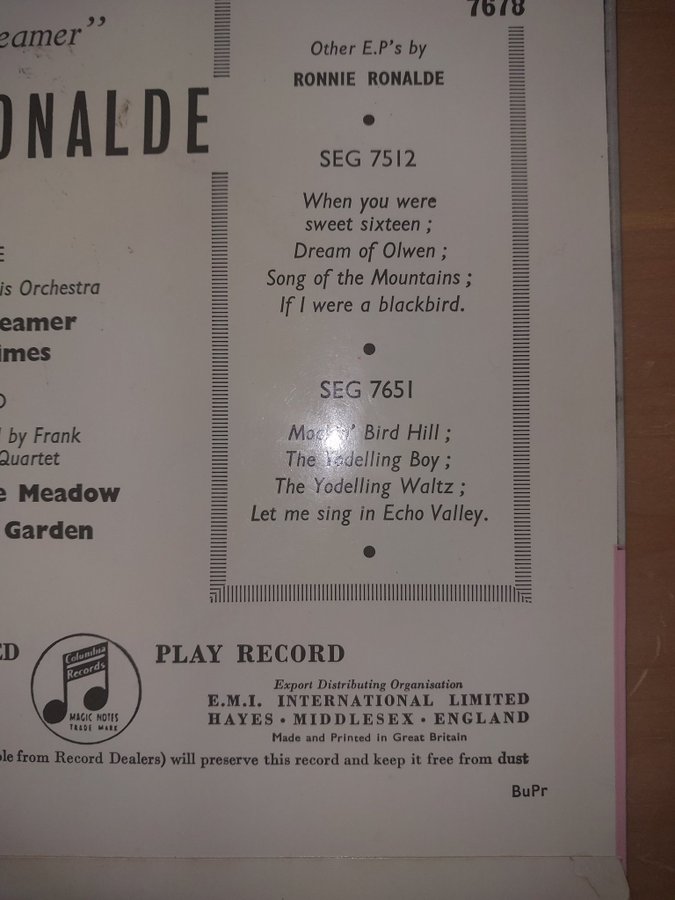 7678
eamer”
ONALDE
Other E.P's by
RONNIE RONALDE
SEG 7512
When you were
sweet sixteen ;
Dream of Olwen ;
Song of the Mountains ;
If I were a blackbird.
SEG 7651
Mockin' Bird Hill ;
The Yodelling Boy ;
The Yodelling Waltz ;
Let me sing in Echo Valley.
E
is Orchestra
eamer
imes
O
l by Frank
Quartet
e Meadow
Garden
ED
Columbia
Records
MAGIC NOTES
TRADE MARK
PLAY RECORD
Export Distributing Organisation
E.M.I. INTERNATIONAL LIMITED
HAYES • MIDDLESEX • ENGLAND
Made and Printed in Great Britain
ble from Record Dealers) will preserve this record and keep it free from dust
BuPr